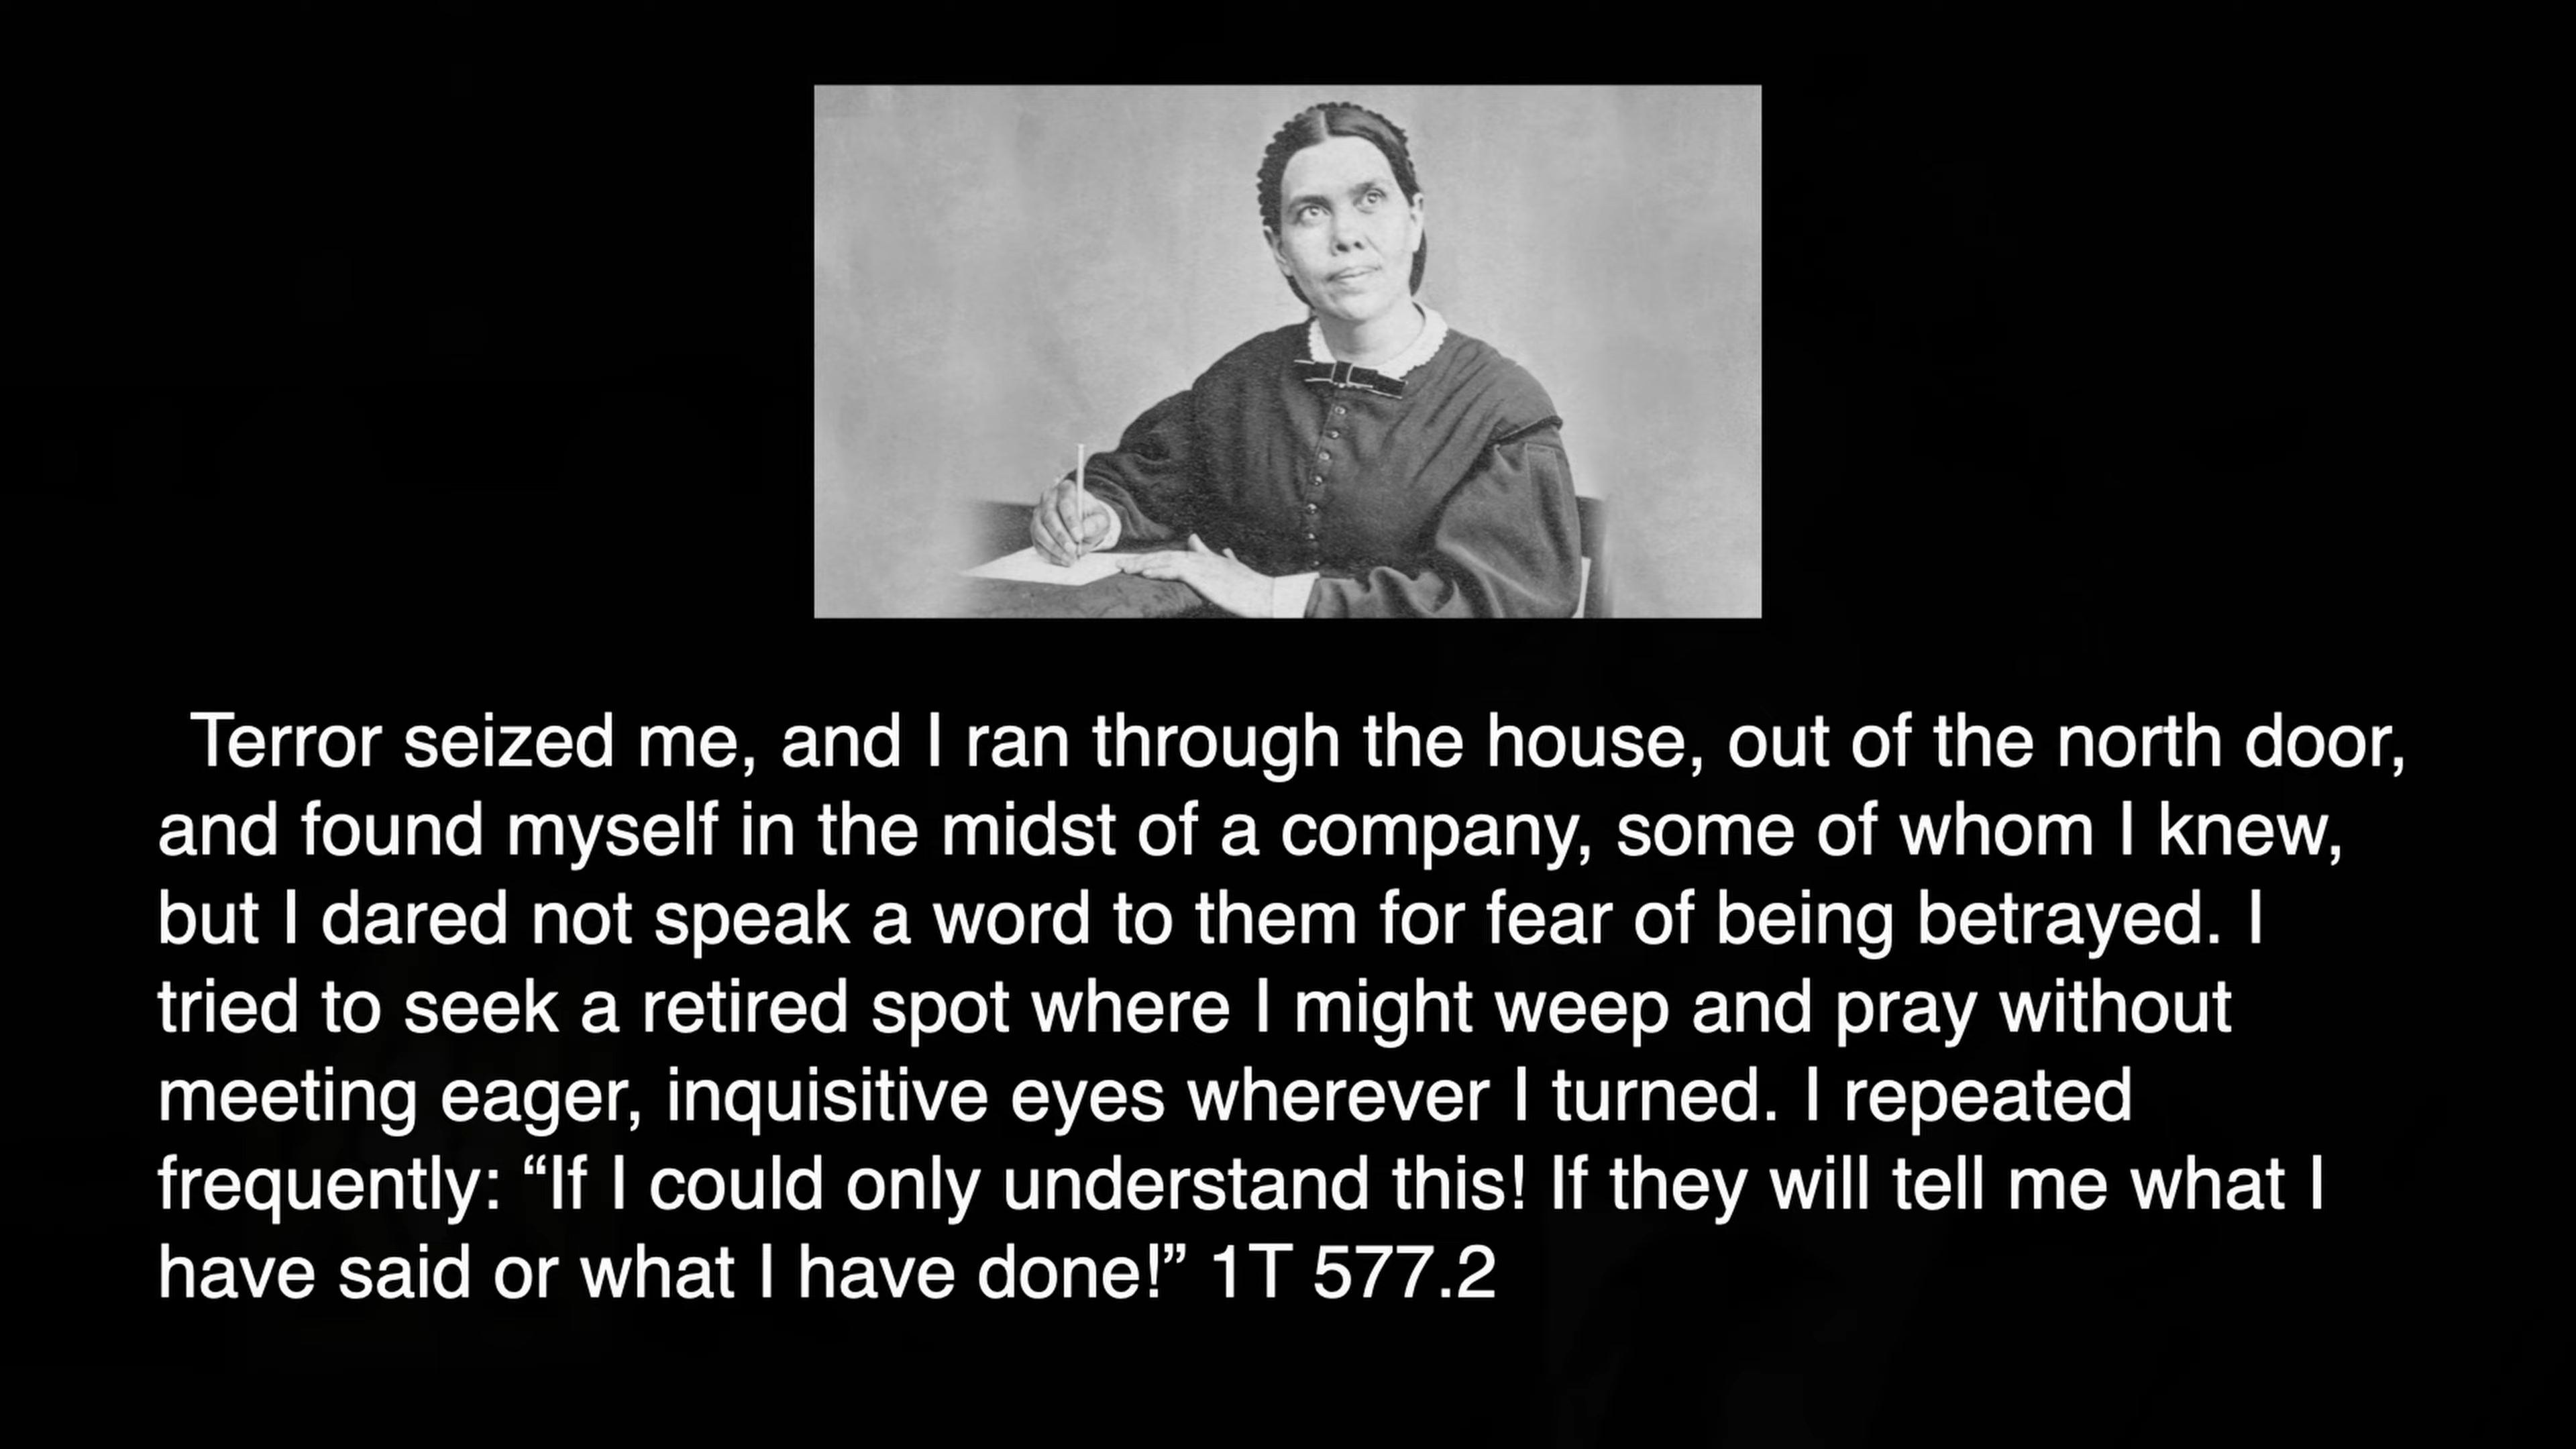 Terror seized me, and I ran through the house, out of the north door,
and found myself in the midst of a company, some of whom I knew,
but I dared not speak a word to them for fear of being betrayed. I
tried to seek a retired spot where I might weep and pray without
meeting eager, inquisitive eyes wherever I turned. I repeated
frequently: “If I could only understand this! If they will tell me what I
have said or what I have done!” 1T 577.2